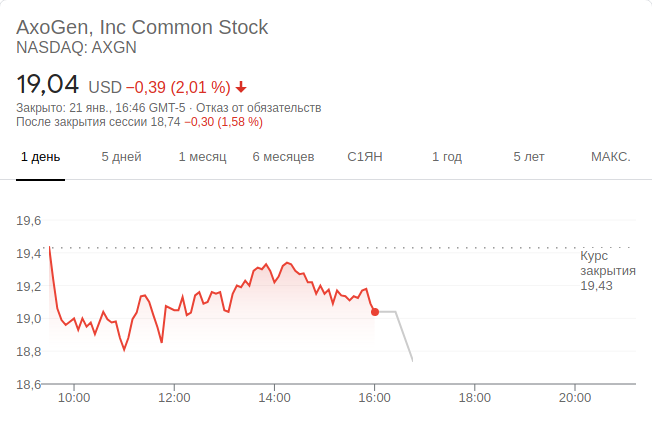 AxoGen, Inc Common Stock
NASDAQ: AXGN
19,04 USD −0,39 (2,01 %)
Закрыто: 21 янв., 16:46 GMT-5 · Отказ от обязательств
После закрытия сессии 18,74 −0,30 (1,58 %)
1 день 5 дней 1 месяц 6 месяцев С1ЯН 1 год 5 лет МАКС.
19,6
19,4
Курс
закрытия
19,43
19,2
19,0
18,8
18,6
10:00 12:00 14:00 16:00 18:00 20:00